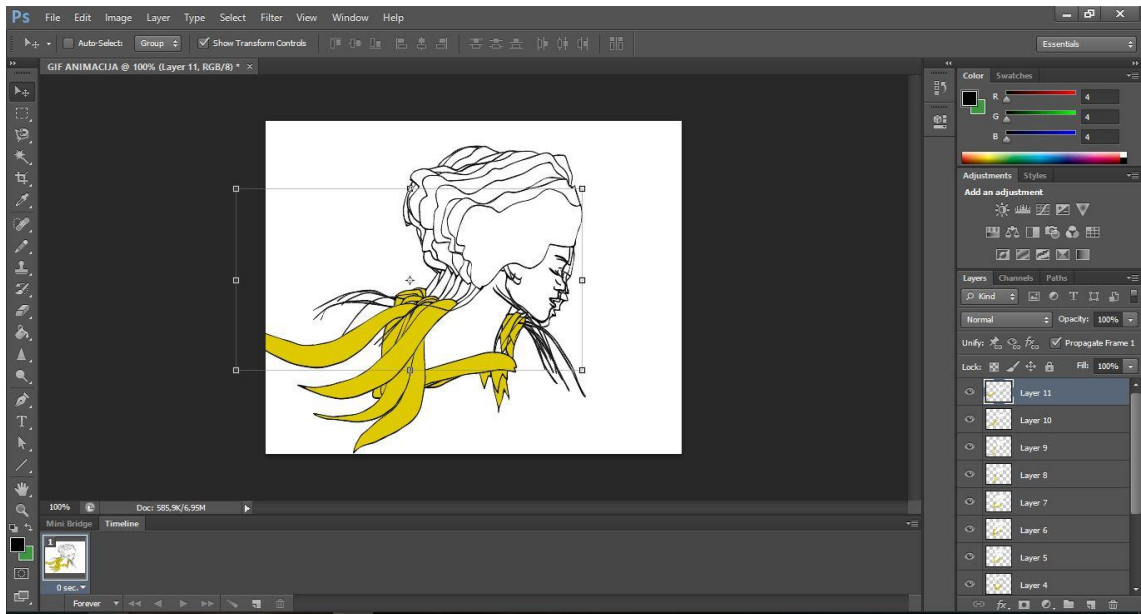 Ps File Edit Image Layer Type Select Filter View Window Help
Auto-Select: Group Show Transform Controls Essentials
GIF ANIMACIJA @ 100% (Layer 11, RGB/8) * ×
Color Swatches
R 4
G 4
B 4
Adjustments Styles
Add an adjustment
Layers Channels Paths
Kind
Normal Opacity: 100%
Unify: Propagate Frame 1
Lock: Fill: 100%
Layer 11
Layer 10
Layer 9
Layer 8
Layer 7
Layer 6
Layer 5
Layer 4
100% Doc: 585,9K/6,95M
Mini Bridge Timeline
1
0 sec.
Forever